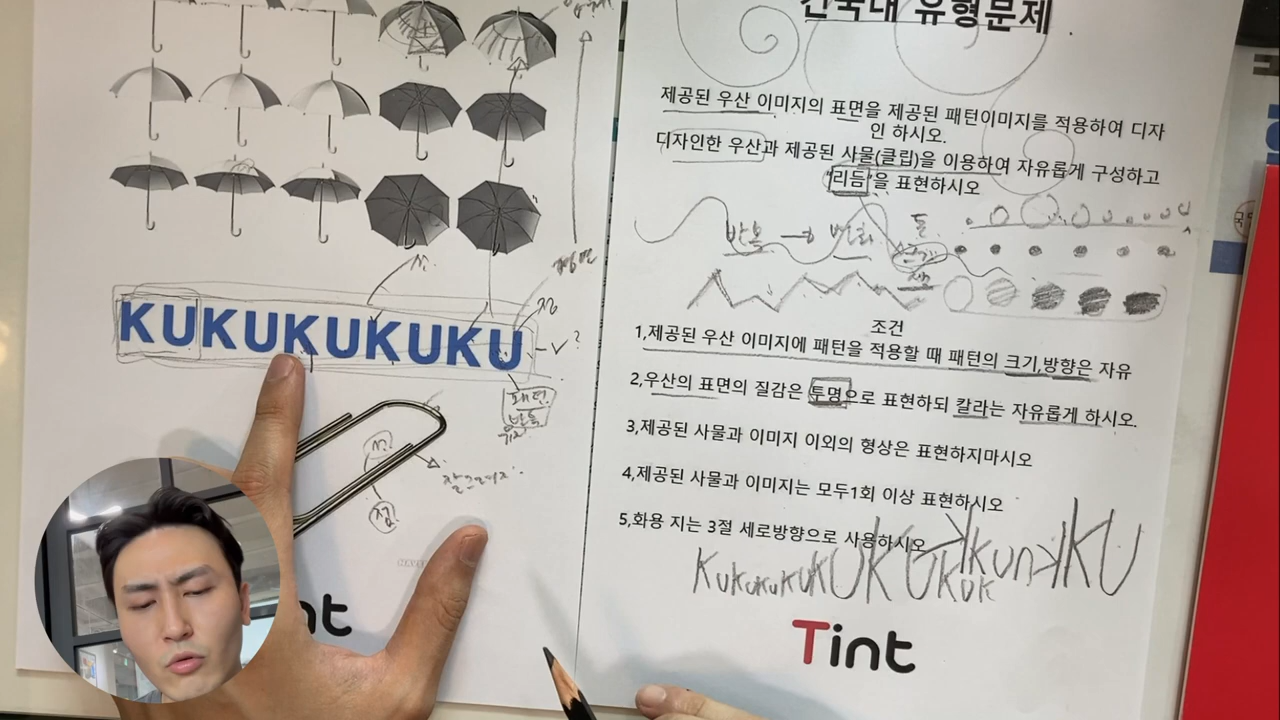 KUKUKUKUKU
패턴
반복
정면
점
건국대 유형문제
제공된 우산 이미지의 표면을 제공된 패턴이미지를 적용하여 디자
인 하시오.
디자인한 우산과 제공된 사물(클립)을 이용하여 자유롭게 구성하고
"리듬"을 표현하시오
반복 → 변화
조건
1,제공된 우산 이미지에 패턴을 적용할 때 패턴의 크기,방향은 자유
2,우산의 표면의 질감은 투명으로 표현하되 칼라는 자유롭게 하시오.
3,제공된 사물과 이미지 이외의 형상은 표현하지마시오
4,제공된 사물과 이미지는 모두1회 이상 표현하시오
5,화용 지는 3절 세로방향으로 사용하시오
NAVER
Tint